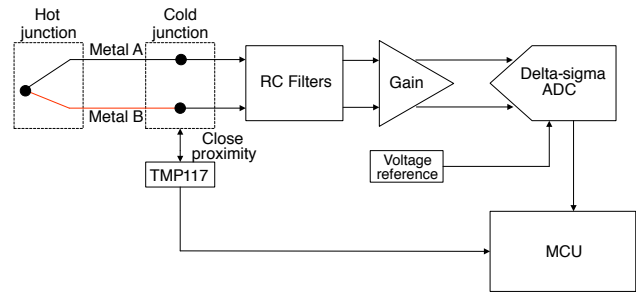 Hot
junction
Cold
junction
Metal A
Metal B
RC Filters
Gain
Delta-sigma
ADC
Close
proximity
TMP117
Voltage
reference
MCU